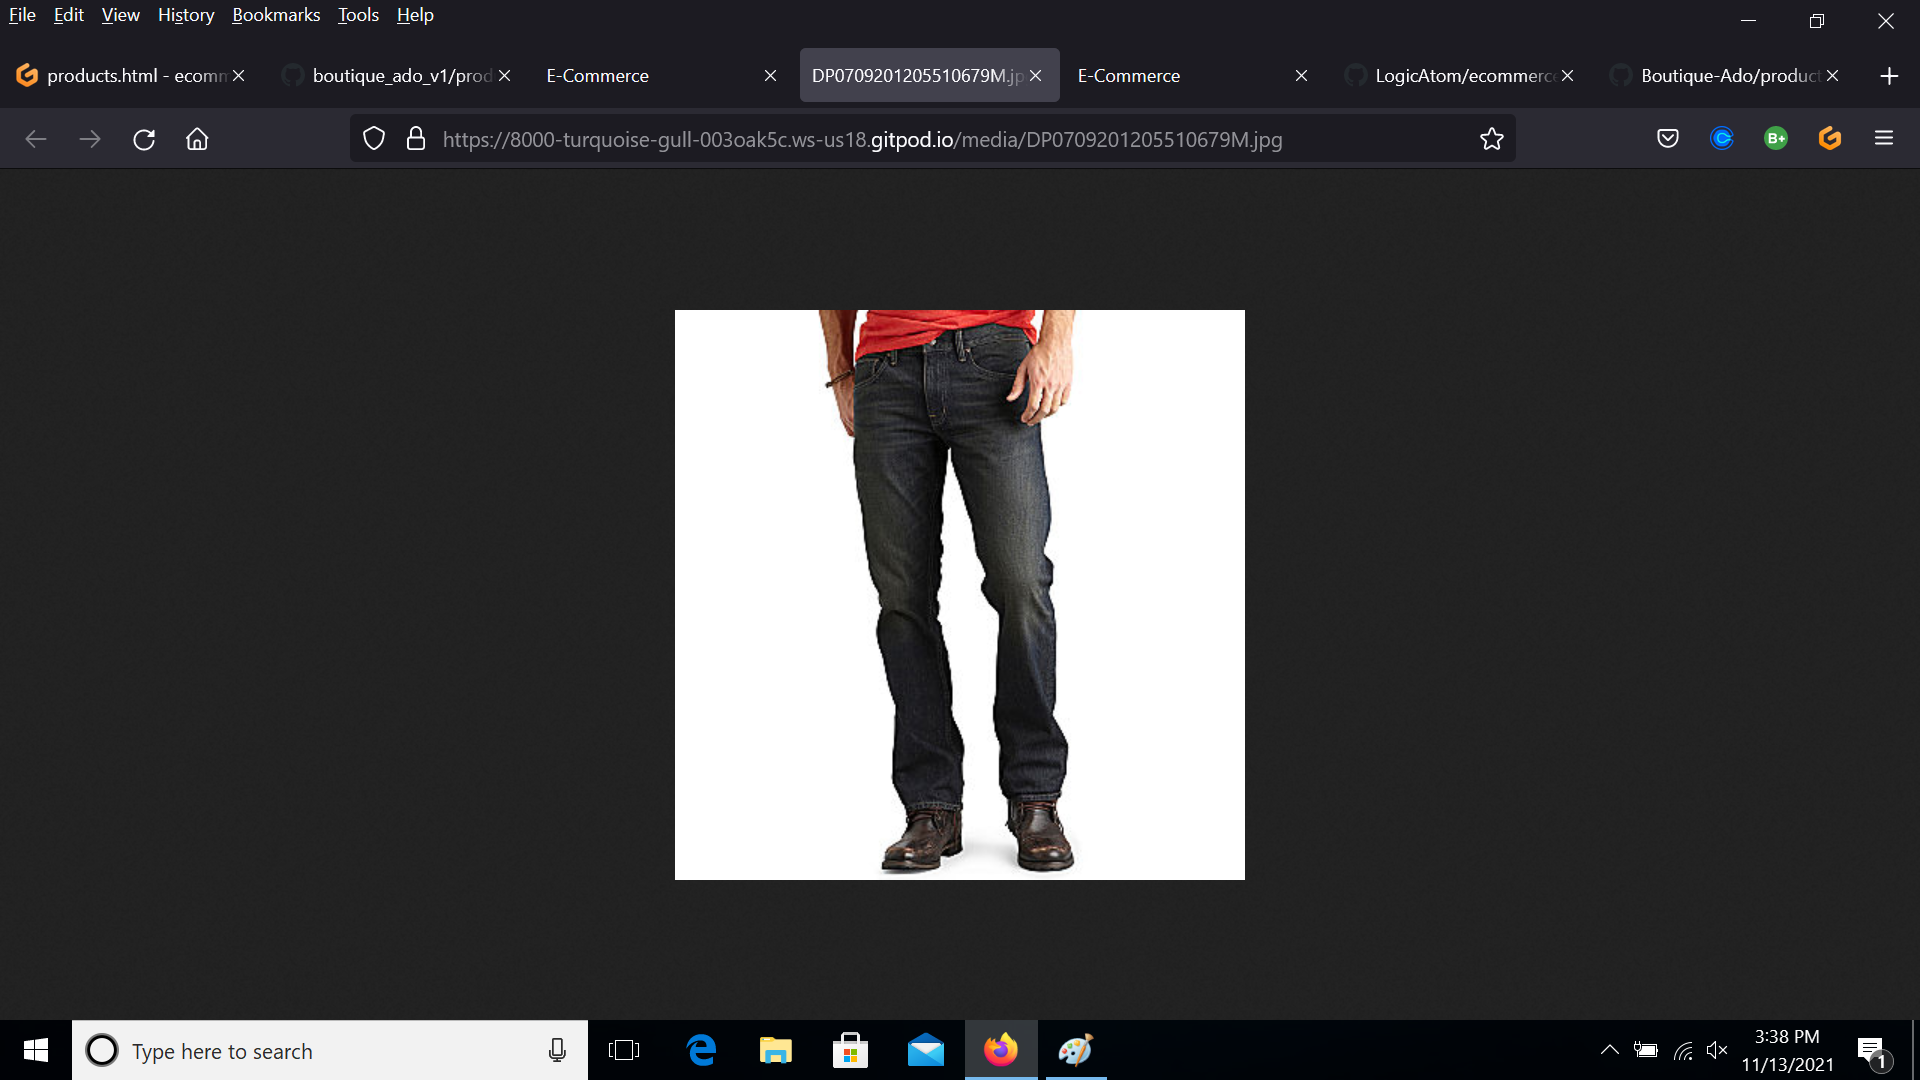 File Edit View History Bookmarks Tools Help
products.html - ecomm boutique_ado_v1/prod E-Commerce DP0709201205510679M.jp E-Commerce LogicAtom/ecommerce Boutique-Ado/product
https://8000-turquoise-gull-003oak5c.ws-us18.gitpod.io/media/DP0709201205510679M.jpg
B+
Type here to search
3:38 PM
11/13/2021
1